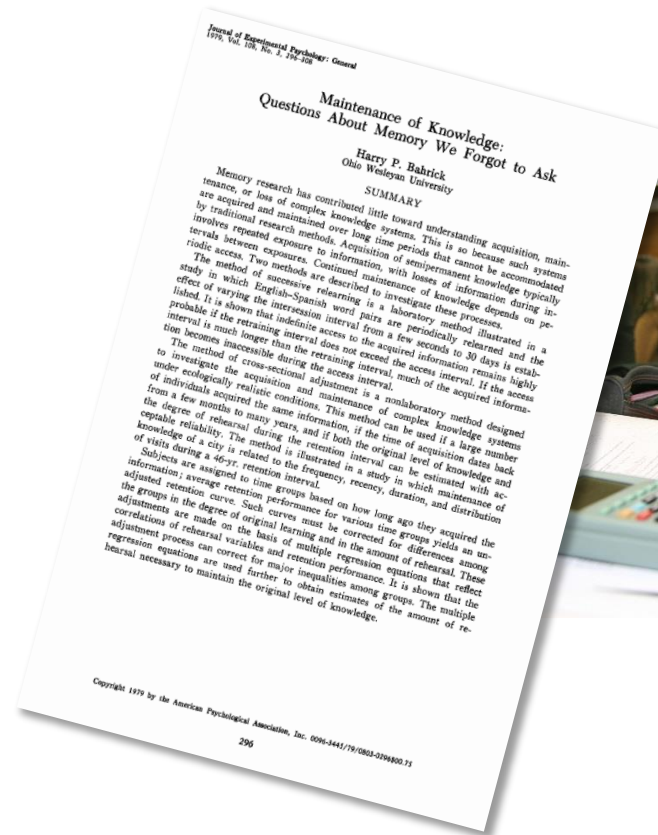 Journal of Experimental Psychology: General
1979, Vol. 108, No. 3, 296-308
Maintenance of Knowledge:
Questions About Memory We Forgot to Ask
Harry P. Bahrick
Ohio Wesleyan University
SUMMARY
Memory research has contributed little toward understanding acquisition, main-
tenance, or loss of complex knowledge systems. This is so because such systems
are acquired and maintained over long time periods that cannot be accommodated
by traditional research methods. Acquisition of semipermanent knowledge typically
involves repeated exposure to information, with losses of information during in-
tervals between exposures. Continued maintenance of knowledge depends on pe-
riodic access. Two methods are described to investigate these processes.
The method of successive relearning is a laboratory method illustrated in a
study in which English-Spanish word pairs are periodically relearned and the
effect of varying the intersession interval from a few seconds to 30 days is estab-
lished. It is shown that indefinite access to the acquired information remains highly
probable if the retraining interval does not exceed the access interval. If the access
interval is much longer than the retraining interval, much of the acquired informa-
tion becomes inaccessible during the access interval.
The method of cross-sectional adjustment is a nonlaboratory method designed
to investigate the acquisition and maintenance of complex knowledge systems
under ecologically realistic conditions. This method can be used if a large number
of individuals acquired the same information, if the time of acquisition dates back
from a few months to many years, and if both the original level of knowledge and
the degree of rehearsal during the retention interval can be estimated with ac-
ceptable reliability. The method is illustrated in a study in which maintenance of
knowledge of a city is related to the frequency, recency, duration, and distribution
of visits during a 46-yr. retention interval.
Subjects are assigned to time groups based on how long ago they acquired the
information; average retention performance for various time groups yields an un-
adjusted retention curve. Such curves must be corrected for differences among
the groups in the degree of original learning and in the amount of rehearsal. These
adjustments are made on the basis of multiple regression equations that reflect
correlations of rehearsal variables and retention performance. It is shown that the
adjustment process can correct for major inequalities among groups. The multiple
regression equations are used further to obtain estimates of the amount of re-
hearsal necessary to maintain the original level of knowledge.
Copyright 1979 by the American Psychological Association, Inc. 0096-3445/79/0803-0296$00.75
296